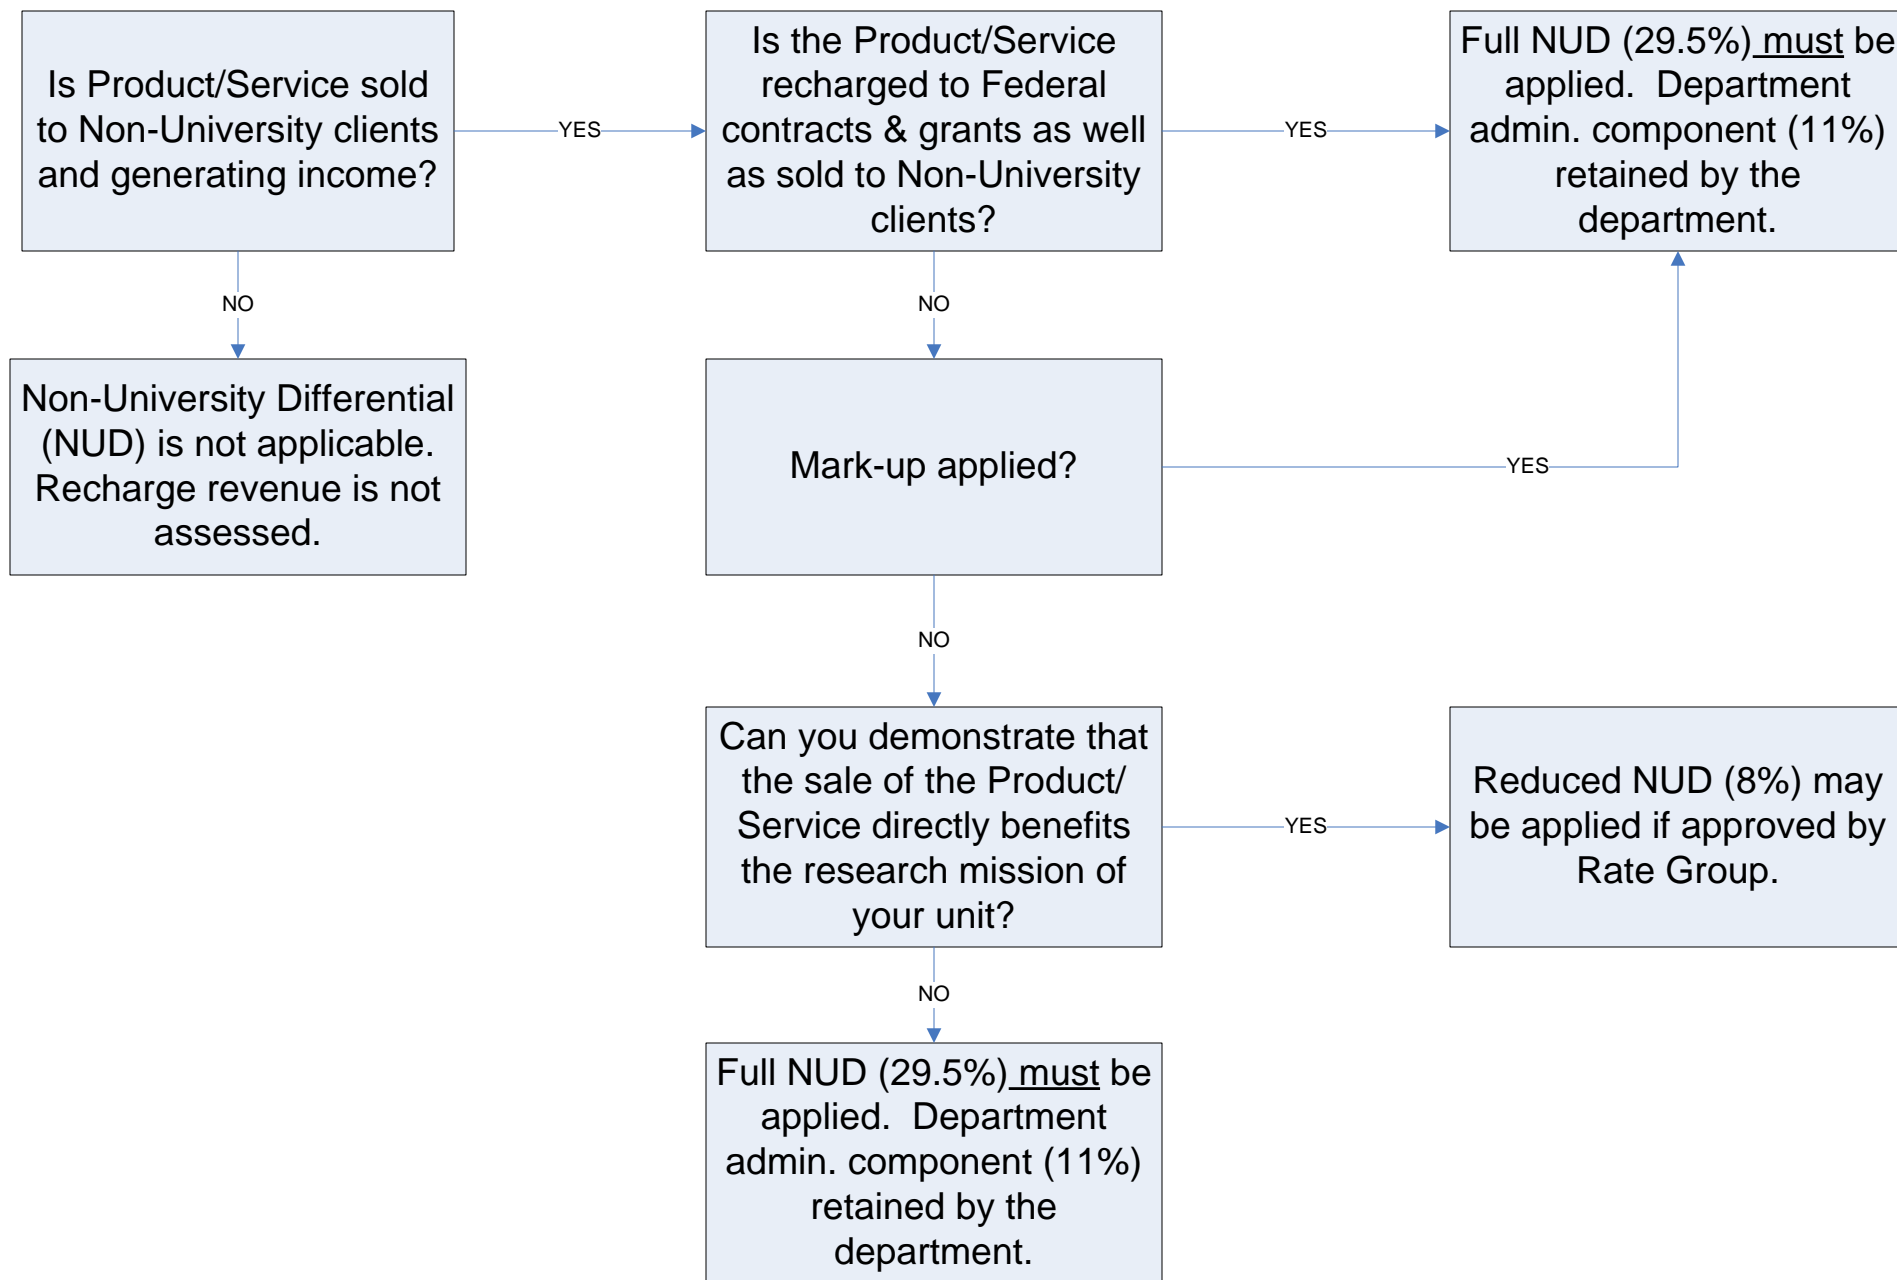 Is Product/Service sold
to Non-University clients
and generating income?
YES
Is the Product/Service
recharged to Federal
contracts & grants as well
as sold to Non-University
clients?
YES
Full NUD (29.5%) must be
applied.  Department
admin. component (11%)
retained by the
department.
NO
NO
Non-University Differential
(NUD) is not applicable.
Recharge revenue is not
assessed.
Mark-up applied?
YES
NO
Can you demonstrate that
the sale of the Product/
Service directly benefits
the research mission of
your unit?
YES
Reduced NUD (8%) may
be applied if approved by
Rate Group.
NO
Full NUD (29.5%) must be
applied.  Department
admin. component (11%)
retained by the
department.